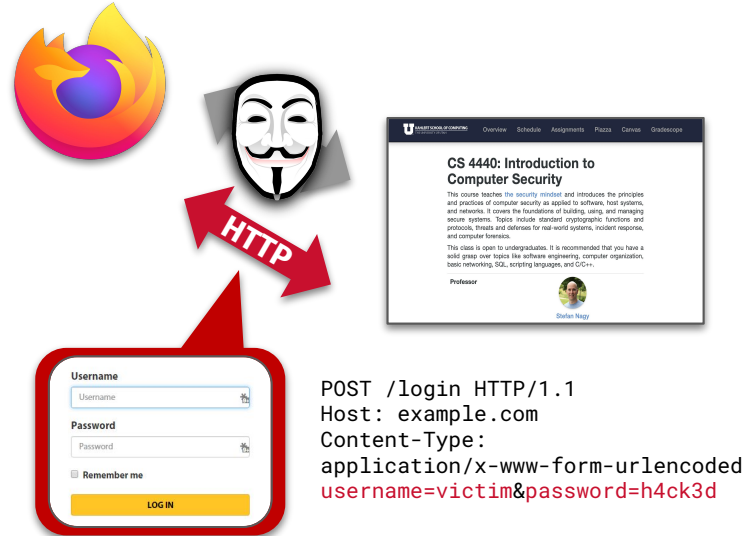 HTTP
KAHLERT SCHOOL OF COMPUTING
Overview Schedule Assignments Piazza Canvas Gradescope
CS 4440: Introduction to
Computer Security
This course teaches the security mindset and introduces the principles
and practices of computer security as applied to software, host systems,
and networks. It covers the foundations of building, using, and managing
secure systems. Topics include standard cryptographic functions and
protocols, threats and defenses for real-world systems, incident response,
and computer forensics.
This class is open to undergraduates. It is recommended that you have a
solid grasp over topics like software engineering, computer organization,
basic networking, SQL, scripting languages, and C/C++.
Professor
Stefan Nagy
Username
Username
Password
Password
Remember me
LOG IN
POST /login HTTP/1.1
Host: example.com
Content-Type:
application/x-www-form-urlencoded
username=victim&password=h4ck3d